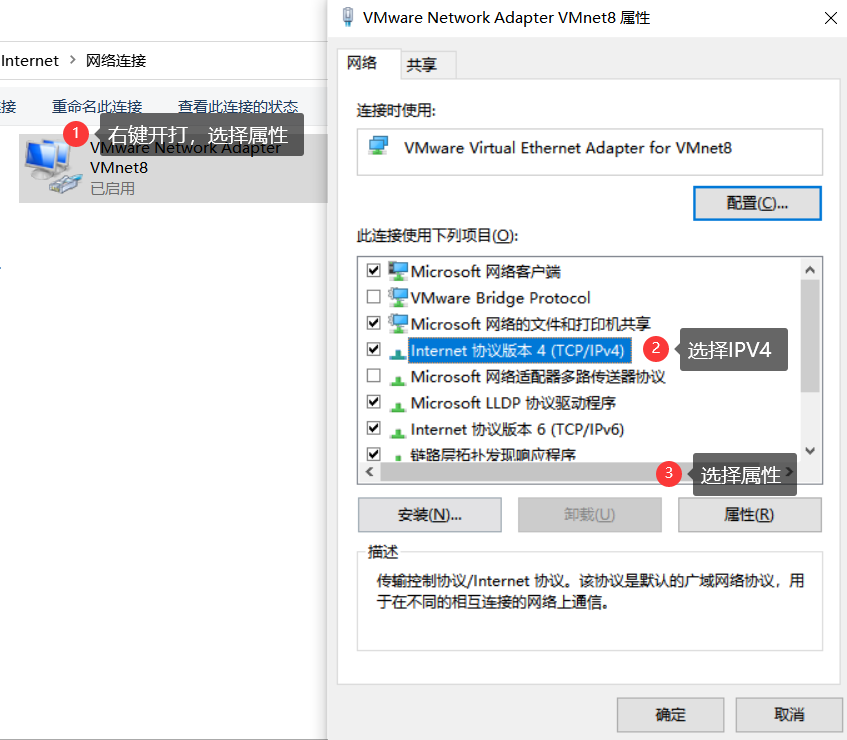 VMware Network Adapter VMnet8 属性
Internet > 网络连接
网络
共享
接
重命名此连接
查看此连接的状态
1
右键开打，选择属性
VMware Network Adapter
VMnet8
已启用
连接时使用:
VMware Virtual Ethernet Adapter for VMnet8
配置(C)...
此连接使用下列项目(O):
Microsoft 网络客户端
VMware Bridge Protocol
Microsoft 网络的文件和打印机共享
Internet 协议版本 4 (TCP/IPv4)
2
选择IPV4
Microsoft 网络适配器多路传送器协议
Microsoft LLDP 协议驱动程序
Internet 协议版本 6 (TCP/IPv6)
链路层拓扑发现响应程序
3
选择属性
安装(N)...
卸载(U)
属性(R)
描述
传输控制协议/Internet 协议。该协议是默认的广域网络协议，用
于在不同的相互连接的网络上通信。
确定
取消